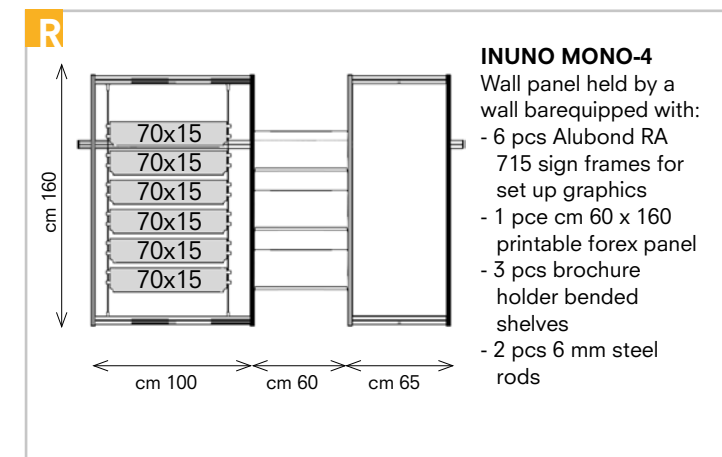 R
cm 160
70x15
70x15
70x15
70x15
70x15
70x15
cm 100
cm 60
cm 65
INUNO MONO-4
Wall panel held by a
wall barequipped with:
- 6 pcs Alubond RA
715 sign frames for
set up graphics
- 1 pce cm 60 x 160
printable forex panel
- 3 pcs brochure
holder bended
shelves
- 2 pcs 6 mm steel
rods